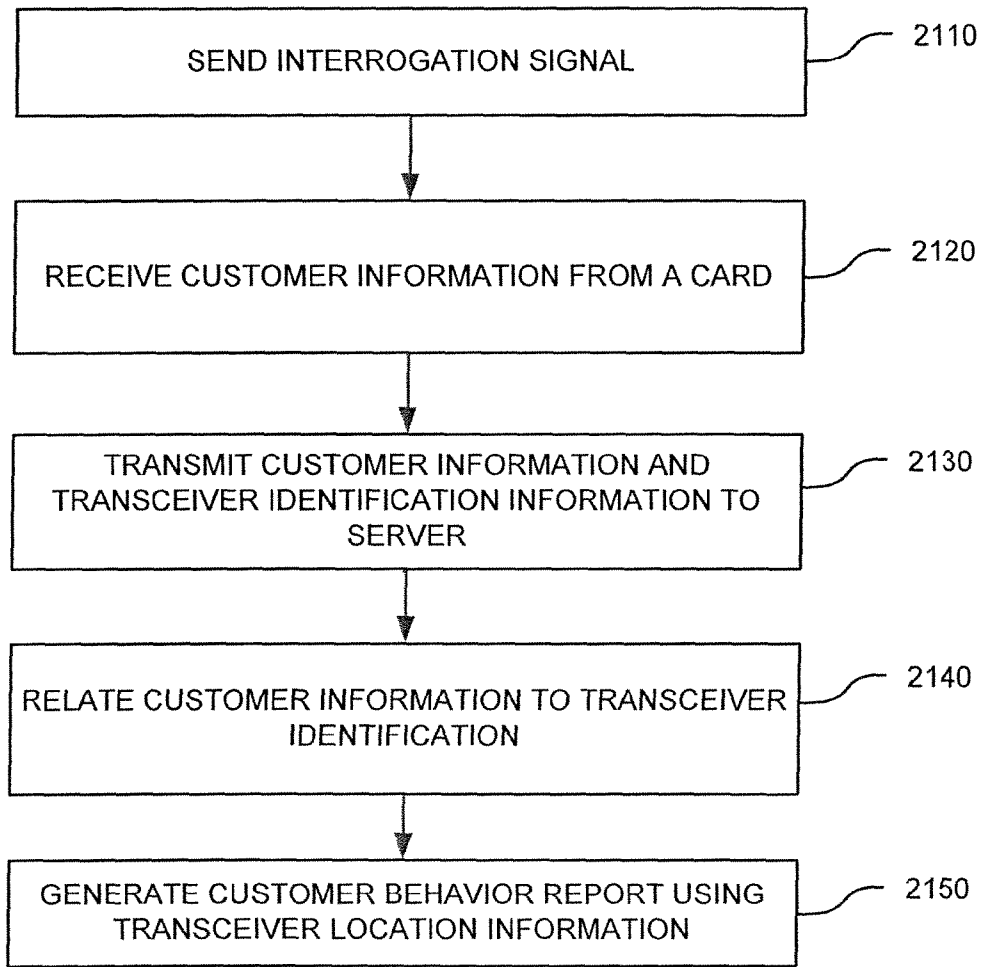 SEND INTERROGATION SIGNAL
2110
RECEIVE CUSTOMER INFORMATION FROM A CARD
2120
TRANSMIT CUSTOMER INFORMATION AND
TRANSCEIVER IDENTIFICATION INFORMATION TO
SERVER
2130
RELATE CUSTOMER INFORMATION TO TRANSCEIVER
IDENTIFICATION
2140
GENERATE CUSTOMER BEHAVIOR REPORT USING
TRANSCEIVER LOCATION INFORMATION
2150